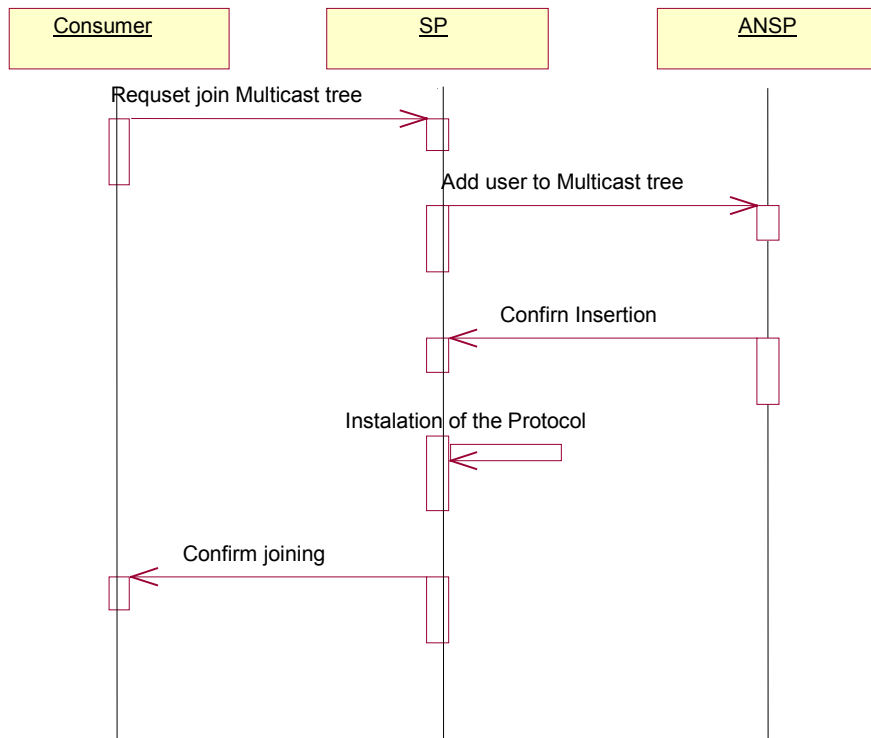 Consumer
SP
ANSP
Requset join Multicast tree
Add user to Multicast tree
Confirn Insertion
Instalation of the Protocol
Confirm joining